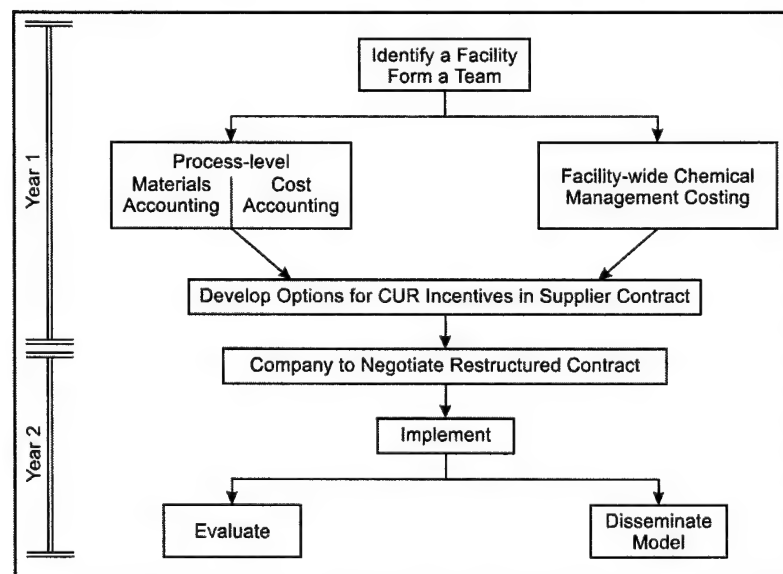 Identify a Facility
Form a Team
Process-level
Materials Cost
Accounting Accounting
Facility-wide Chemical
Management Costing
Develop Options for CUR Incentives in Supplier Contract
Company to Negotiate Restructured Contract
Implement
Evaluate
Disseminate
Model
Year 1
Year 2